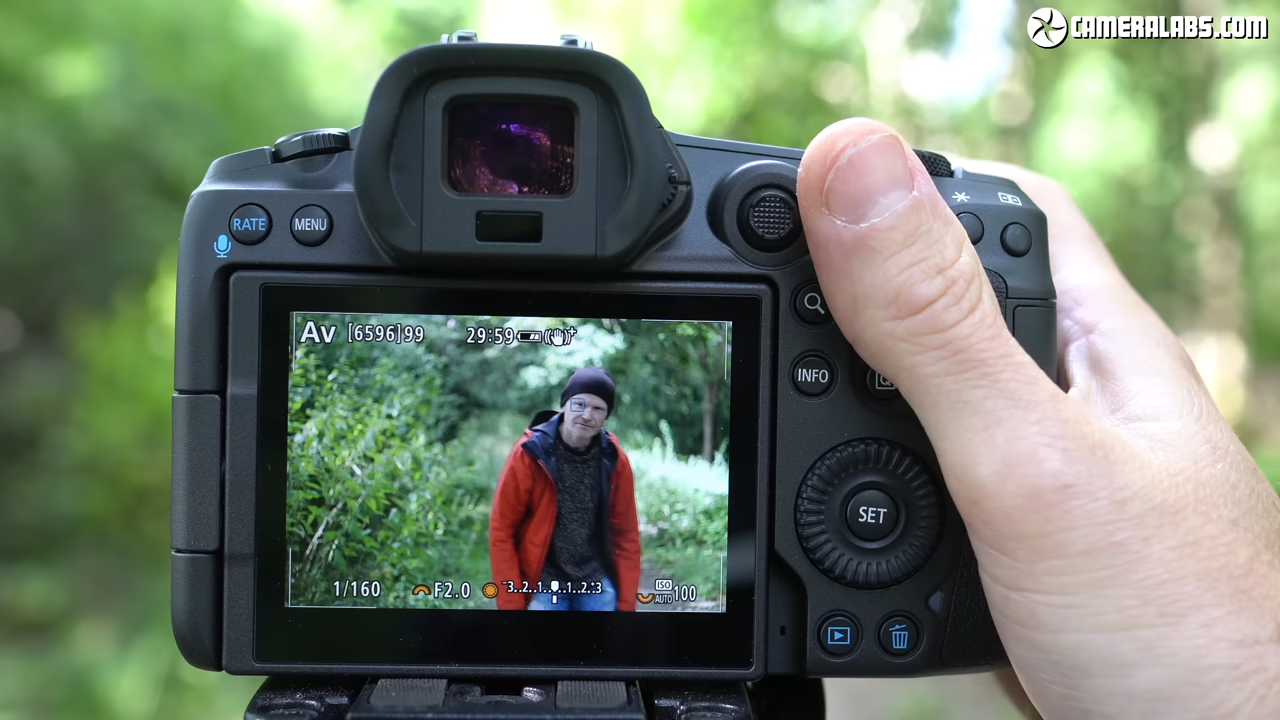 CAMERALABS.COM
RATE
MENU
INFO
Q
SET
Av [6596]99 29:59
1/160 F2.0 -3..2..1..1..2.:3 ISO AUTO 100